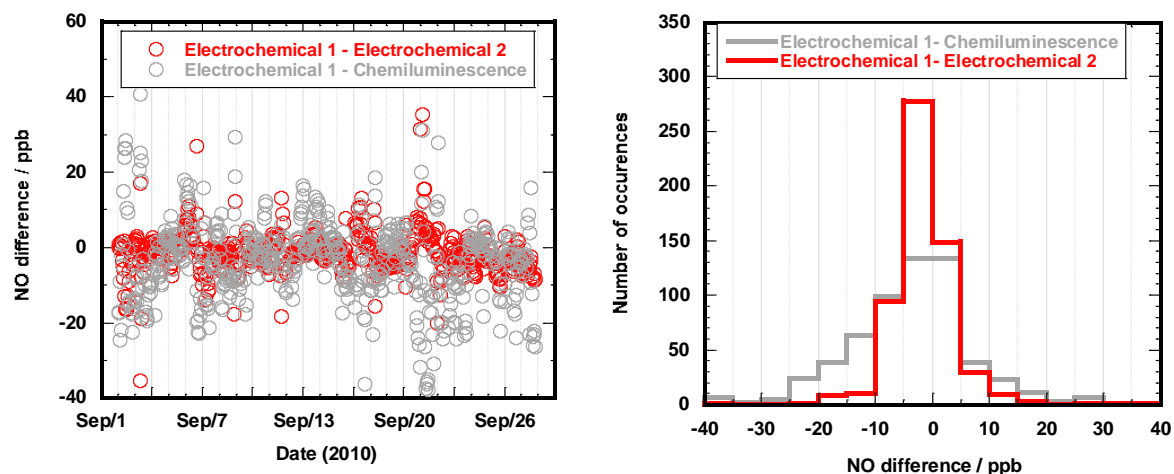 60
40
20
0
-20
-40
NO difference / ppb
Electrochemical 1 - Electrochemical 2
Electrochemical 1 - Chemiluminescence
Sep/1 Sep/7 Sep/13 Sep/20 Sep/26
Date (2010)
350
300
250
200
150
100
50
0
Number of occurences
Electrochemical 1- Chemiluminescence
Electrochemical 1- Electrochemical 2
-40 -30 -20 -10 0 10 20 30 40
NO difference / ppb